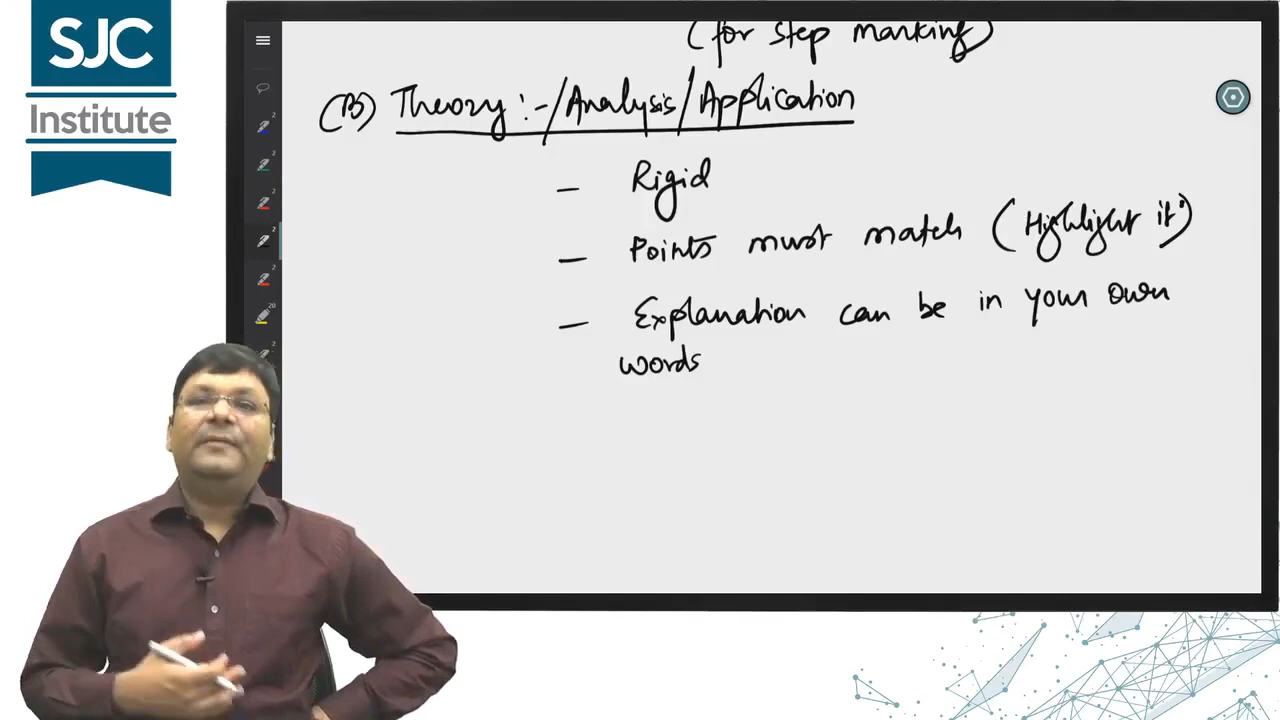 SJC
Institute
(for step marking)
(B) Theory :- / Analysis / Application
– Rigid
– Points must match (Highlight it)
– Explanation can be in your own
words